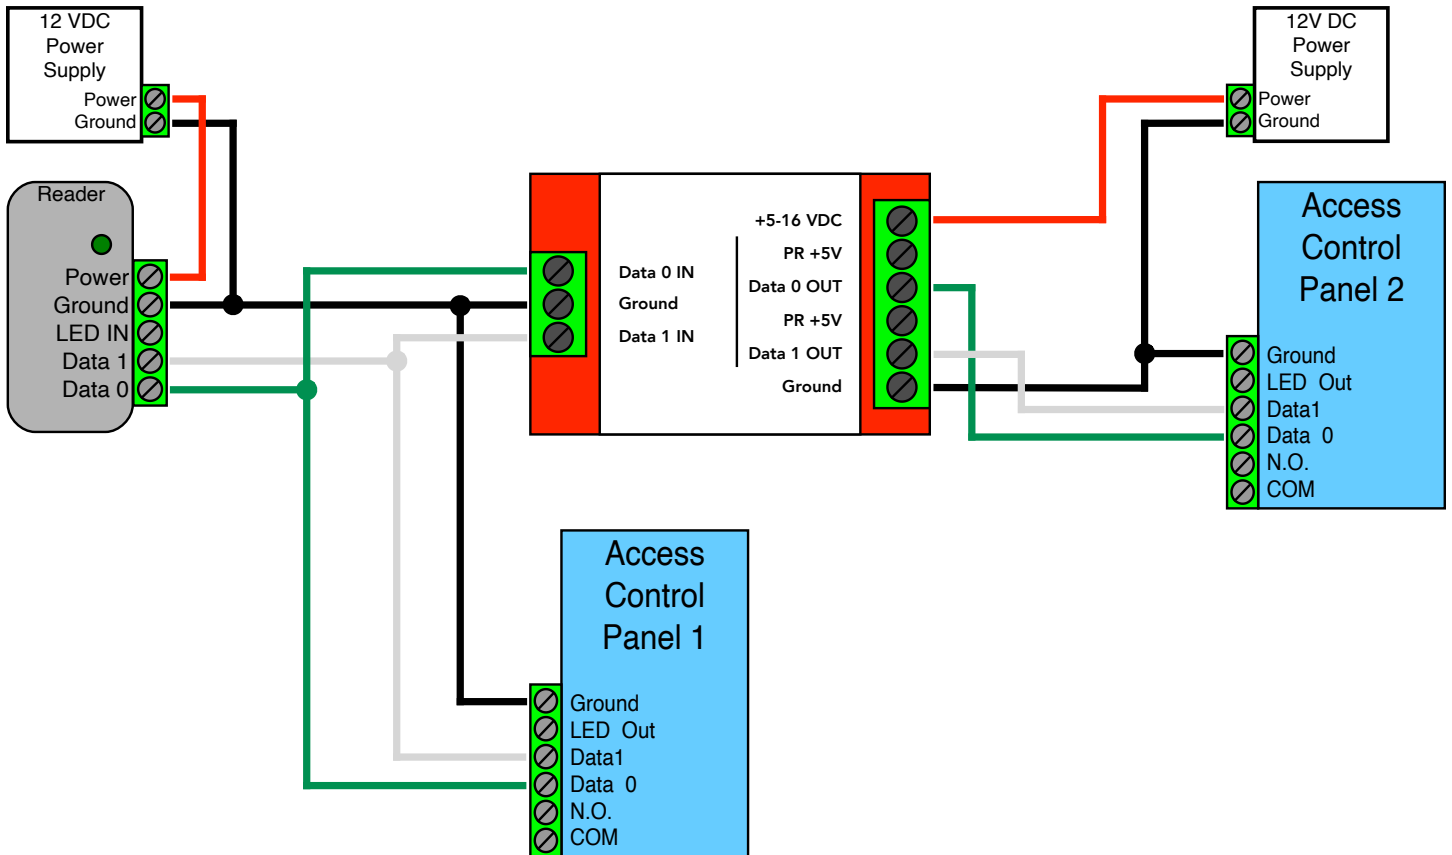 12 VDC
Power
Supply
Power
Ground
12V DC
Power
Supply
Power
Ground
Reader
Power
Ground
LED IN
Data 1
Data 0
Data 0 IN
Ground
Data 1 IN
+5-16 VDC
PR +5V
Data 0 OUT
PR +5V
Data 1 OUT
Ground
Access
Control
Panel 2
Ground
LED Out
Data1
Data 0
N.O.
COM
Access
Control
Panel 1
Ground
LED Out
Data1
Data 0
N.O.
COM